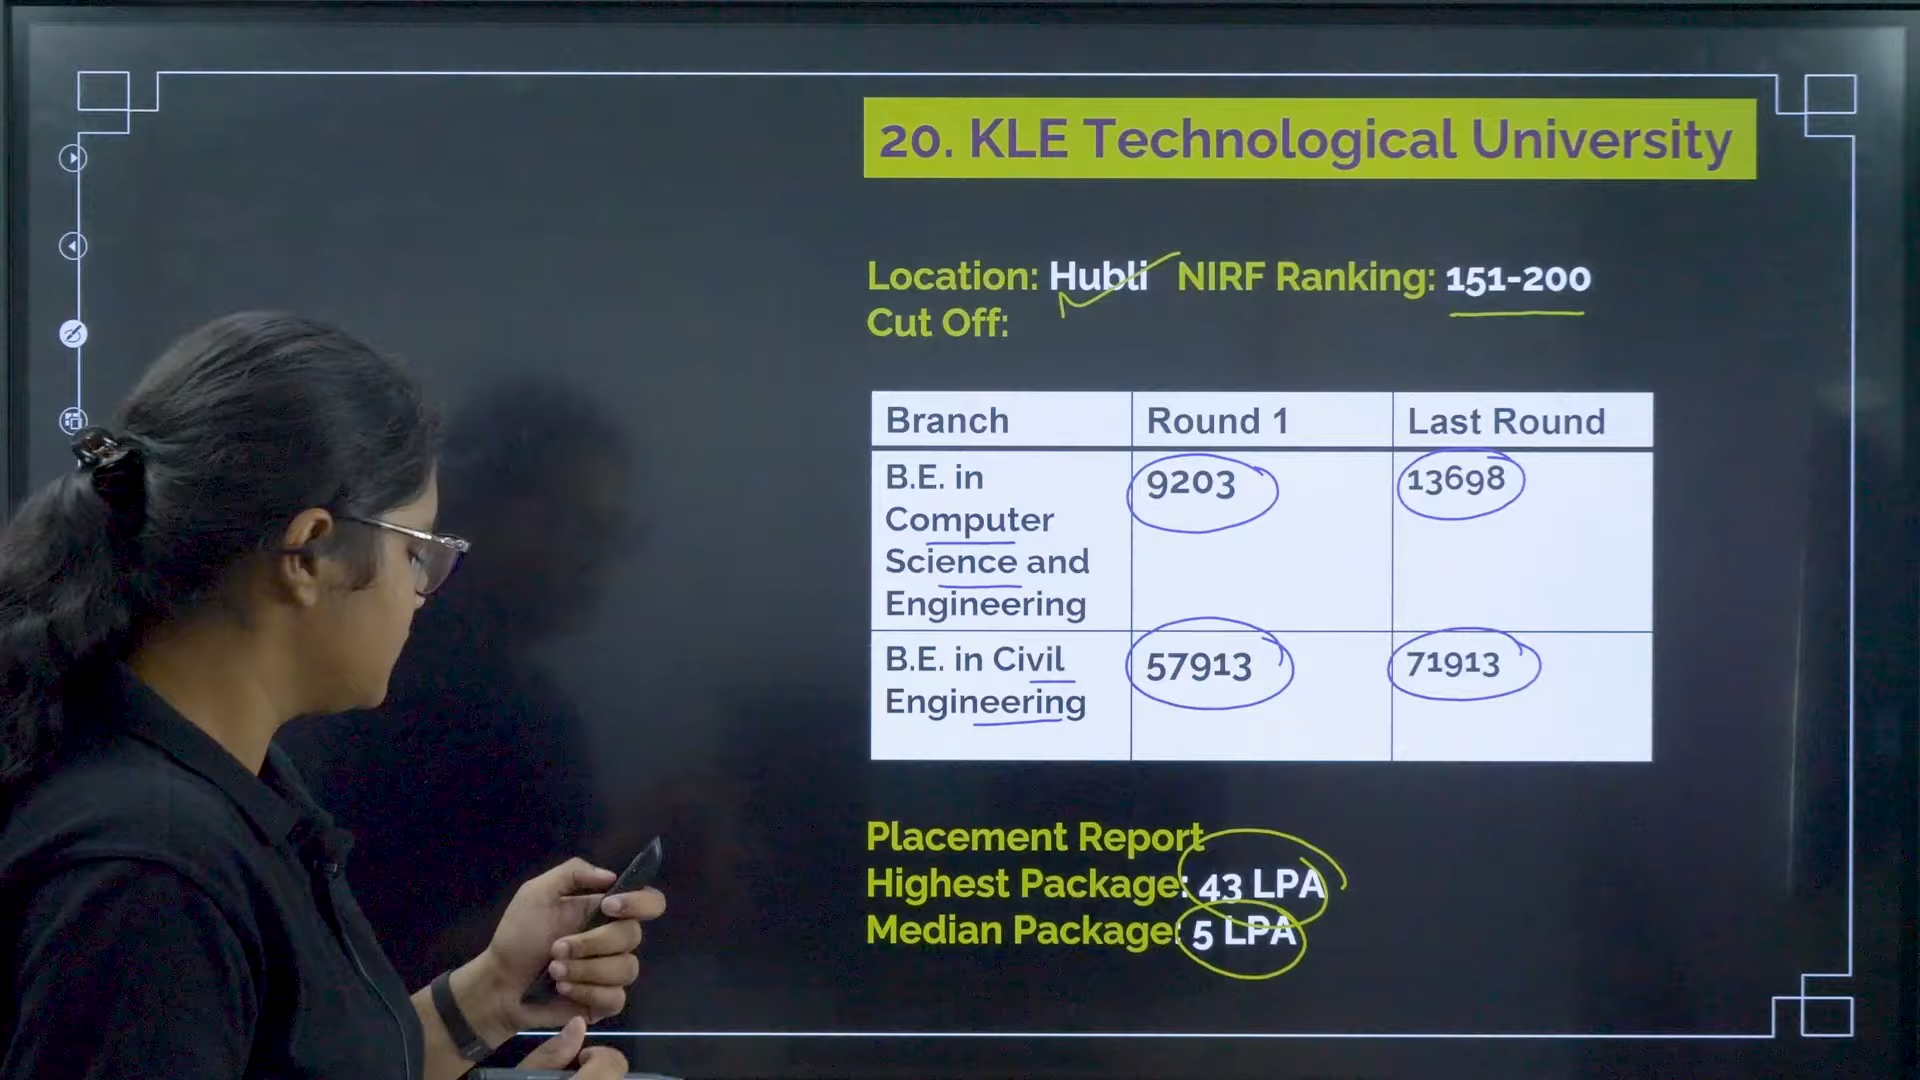 20. KLE Technological University
Location: Hubli NIRF Ranking: 151-200
Cut Off:
Branch Round 1 Last Round
B.E. in 9203 13698
Computer
Science and
Engineering
B.E. in Civil 57913 71913
Engineering
Placement Report
Highest Package: 43 LPA
Median Package: 5 LPA